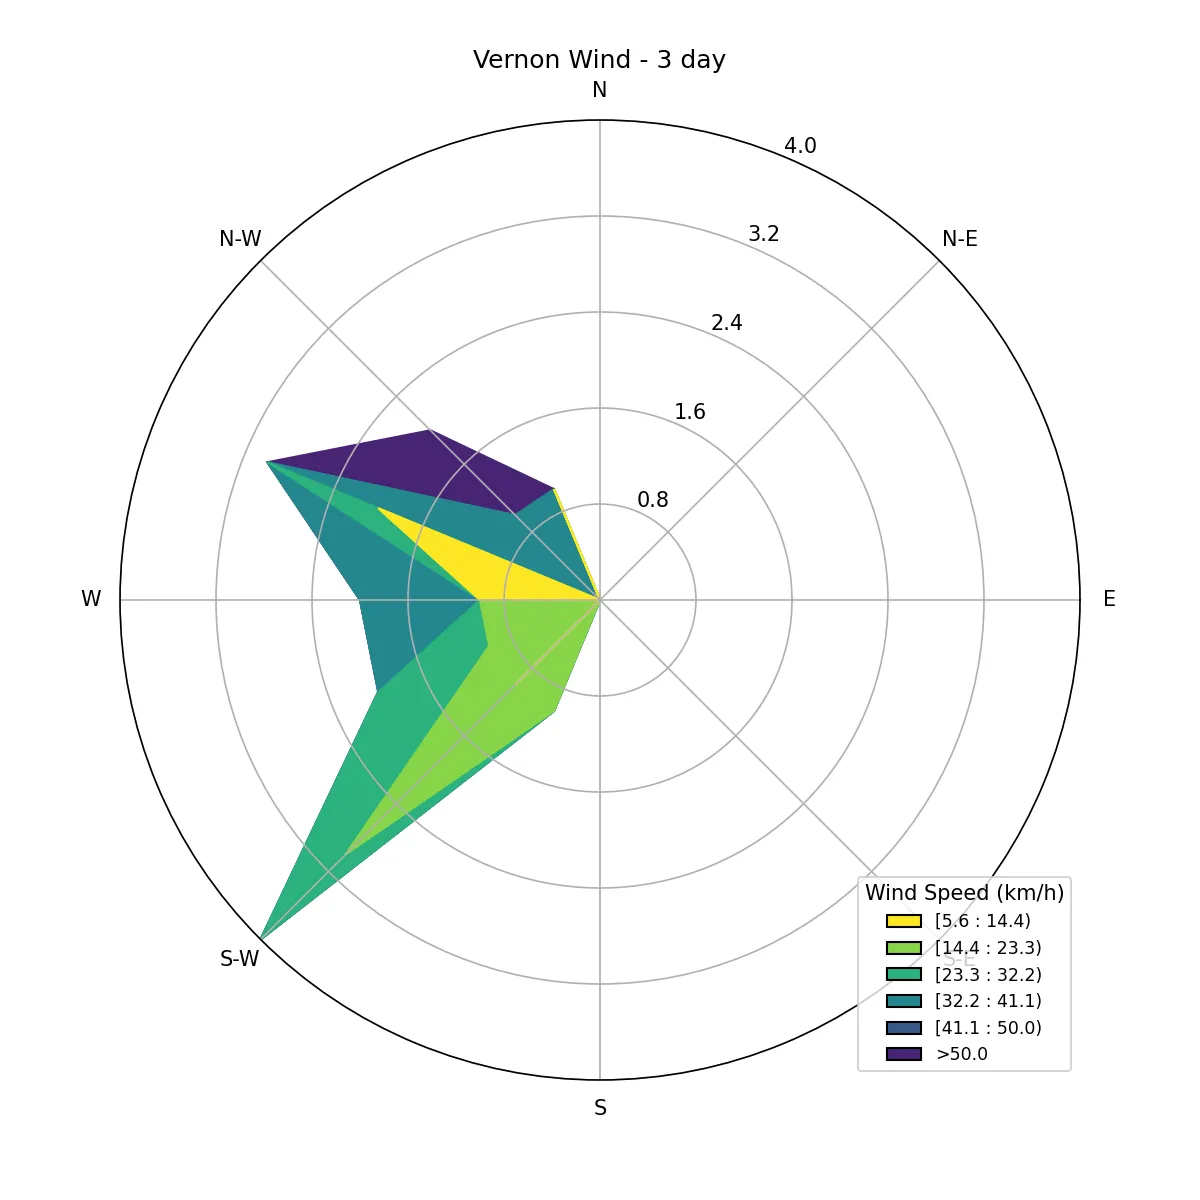 Vernon Wind - 3 day
N
4.0
N-W
3.2
N-E
2.4
1.6
0.8
W
E
Wind Speed (km/h)
[5.6 : 14.4)
[14.4 : 23.3)
S-W
S-E
[23.3 : 32.2)
[32.2 : 41.1)
[41.1 : 50.0)
>50.0
S